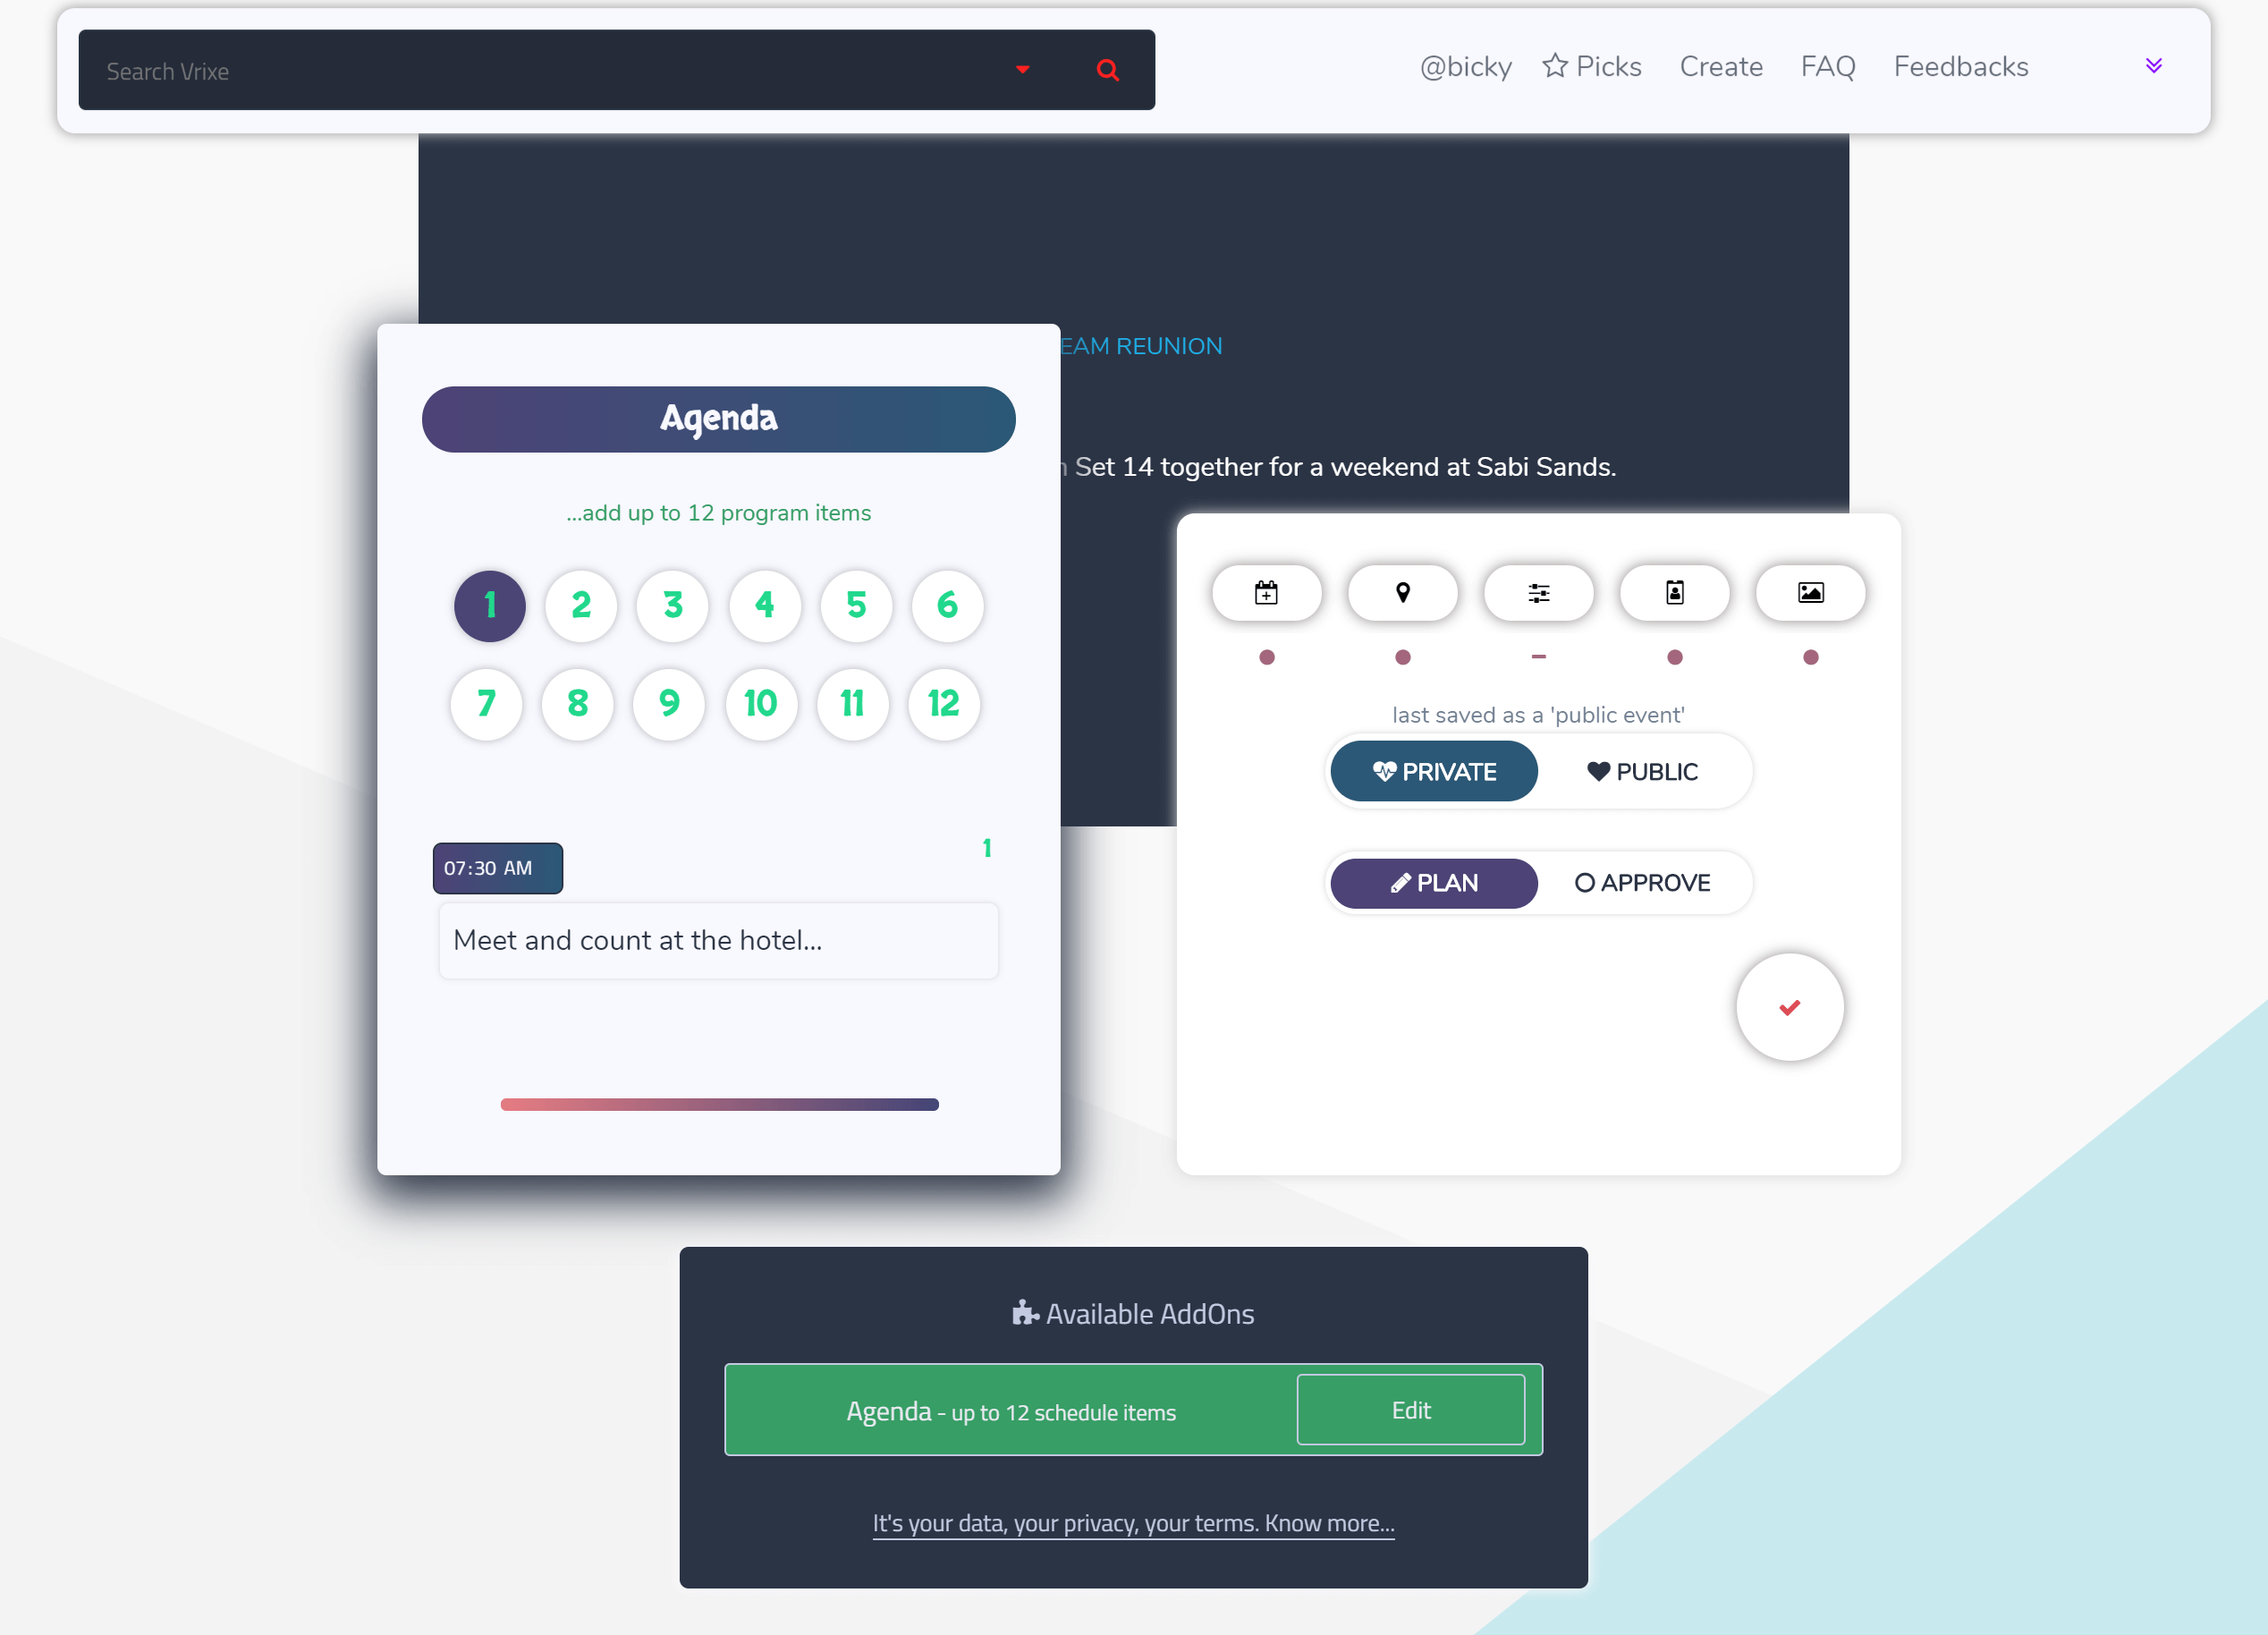 Search Vrixe
@bicky Picks Create FAQ Feedbacks
EAM REUNION
Set 14 together for a weekend at Sabi Sands.
Agenda
...add up to 12 program items
1 2 3 4 5 6
7 8 9 10 11 12
1
07:30 AM
Meet and count at the hotel...
last saved as a 'public event'
PRIVATE PUBLIC
PLAN APPROVE
Available AddOns
Agenda - up to 12 schedule items
Edit
It's your data, your privacy, your terms. Know more...